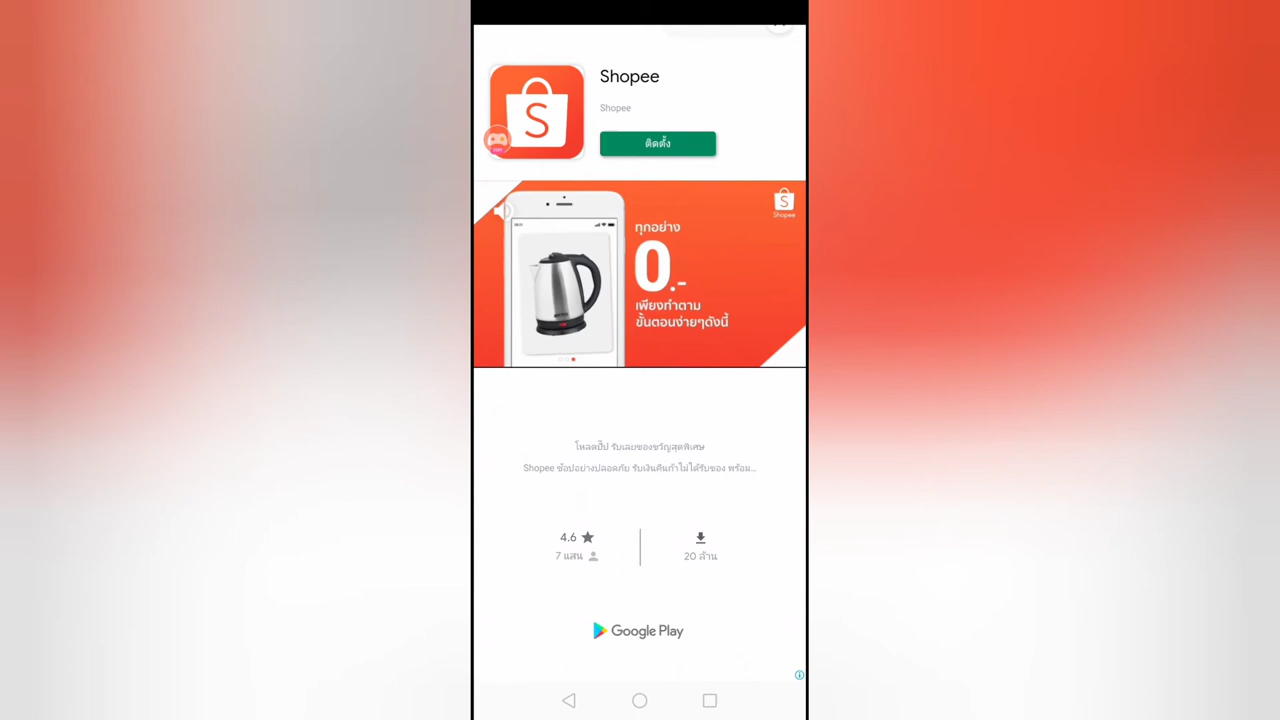 Shopee
Shopee
ติดตั้ง
S
Shopee
ทุกอย่าง
0.-
เพียงทำตาม
ขั้นตอนง่ายๆดังนี้
โหลดปั๊ป รับเลยของขวัญสุดพิเศษ
Shopee ช้อปอย่างปลอดภัย รับเงินคืนถ้าไม่ได้รับของ พร้อม...
4.6
7 แสน
20 ล้าน
Google Play